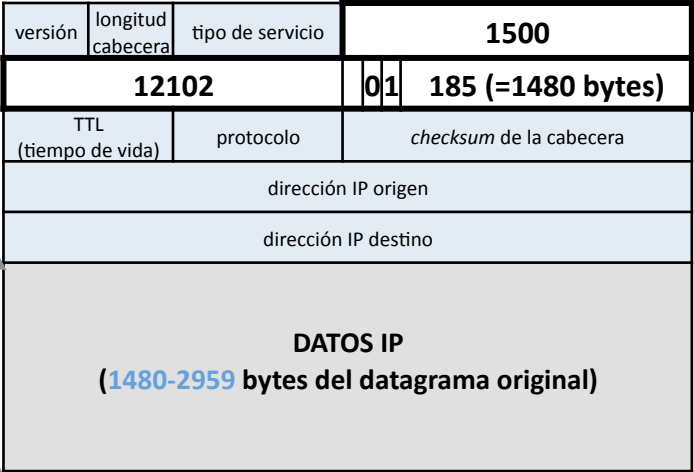 versión longitud cabecera tipo de servicio 1500
12102 0 1 185 (=1480 bytes)
TTL (tiempo de vida) protocolo checksum de la cabecera
dirección IP origen
dirección IP destino
DATOS IP
(1480-2959 bytes del datagrama original)